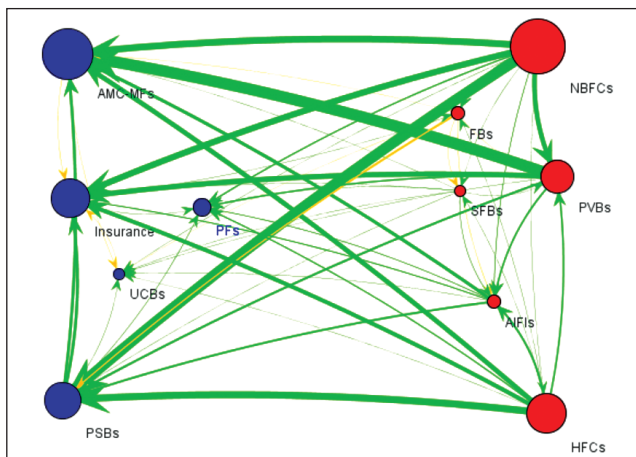 AMC-MFs
NBFCs
FBs
PVBs
SFBs
Insurance
PFs
UCBs
AIFIs
PSBs
HFCs